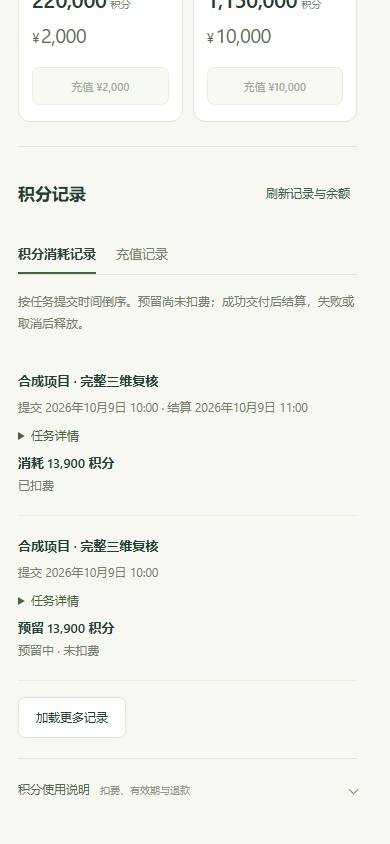 220,000 积分
1,150,000 积分
¥2,000
¥10,000
充值 ¥2,000
充值 ¥10,000
积分记录
刷新记录与余额
积分消耗记录
充值记录
按任务提交时间倒序。预留尚未扣费；成功交付后结算，失败或
取消后释放。
合成项目 · 完整三维复核
提交 2026年10月9日 10:00 · 结算 2026年10月9日 11:00
任务详情
消耗 13,900 积分
已扣费
合成项目 · 完整三维复核
提交 2026年10月9日 10:00
任务详情
预留 13,900 积分
预留中 · 未扣费
加载更多记录
积分使用说明 扣费、有效期与退款